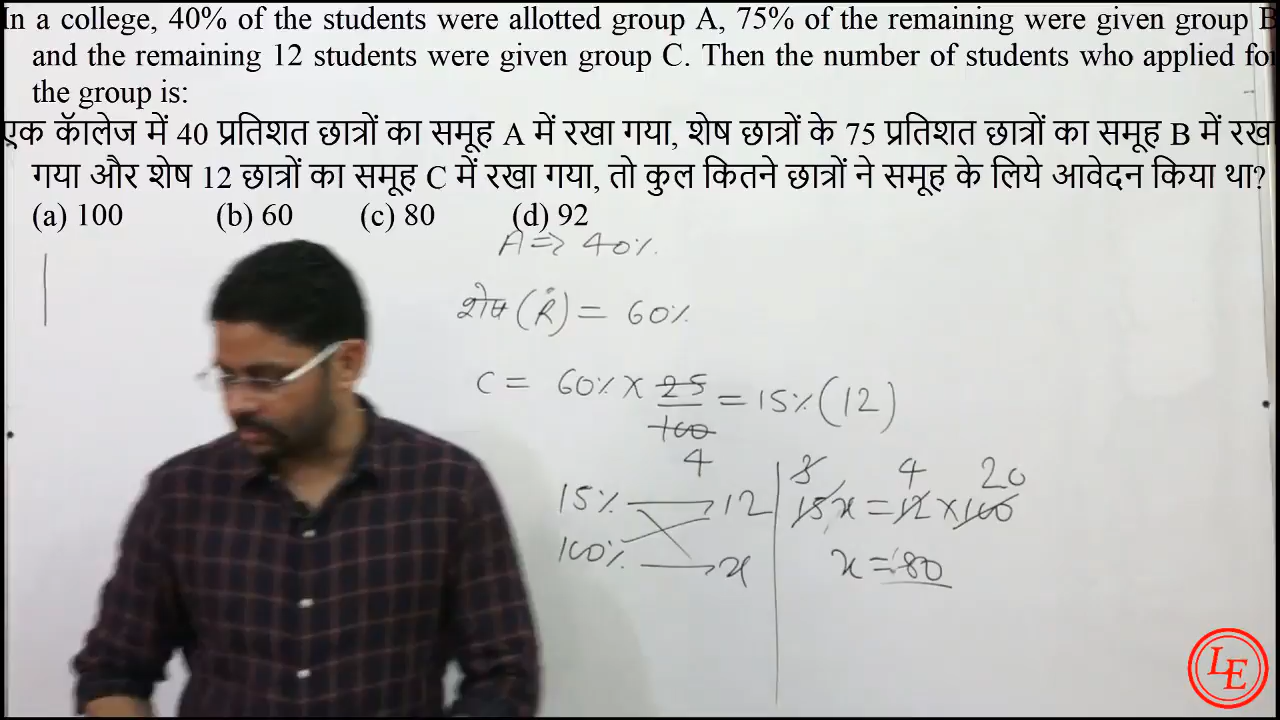 In a college, 40% of the students were allotted group A, 75% of the remaining were given group B
and the remaining 12 students were given group C. Then the number of students who applied for
the group is:
एक कॅालेज में 40 प्रतिशत छात्रों का समूह A में रखा गया, शेष छात्रों के 75 प्रतिशत छात्रों का समूह B में रखा
गया और शेष 12 छात्रों का समूह C में रखा गया, तो कुल कितने छात्रों ने समूह के लिये आवेदन किया था?
(a) 100 (b) 60 (c) 80 (d) 92
A => 40%.
शेष (R) = 60%
C = 60% × 25/100 = 15% (12)
4
15% 12
100% x
3 4 20
15x = 12 × 100
x = 80
LE